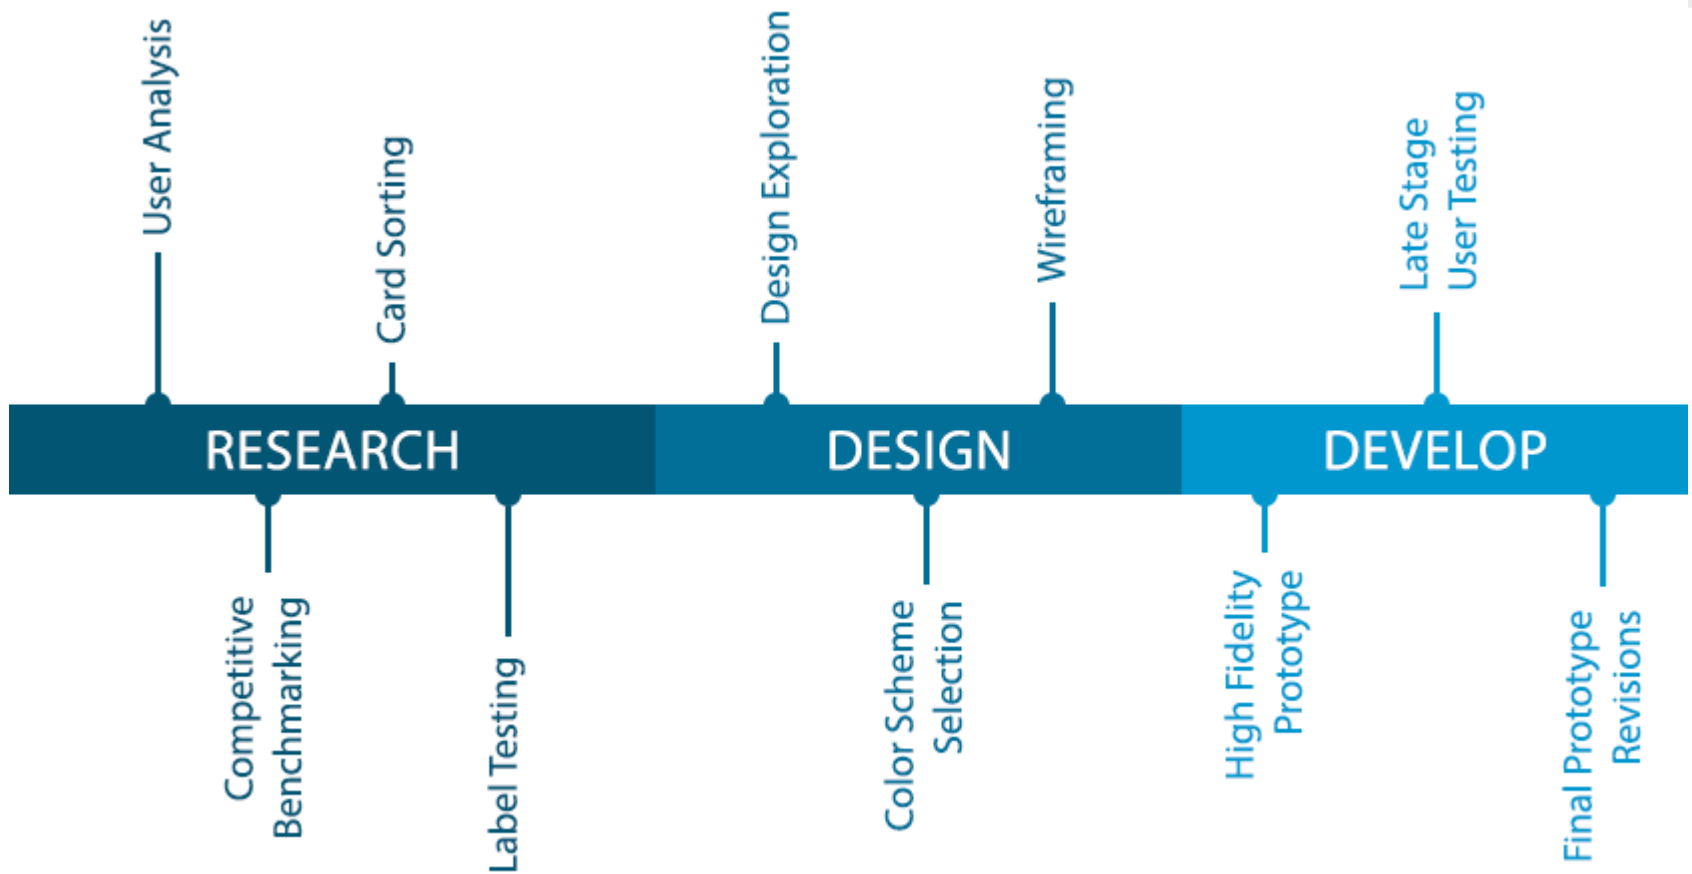 User Analysis
Card Sorting
Design Exploration
Wireframing
Late Stage
User Testing
RESEARCH
DESIGN
DEVELOP
Competitive
Benchmarking
Label Testing
Color Scheme
Selection
High Fidelity
Prototype
Final Prototype
Revisions